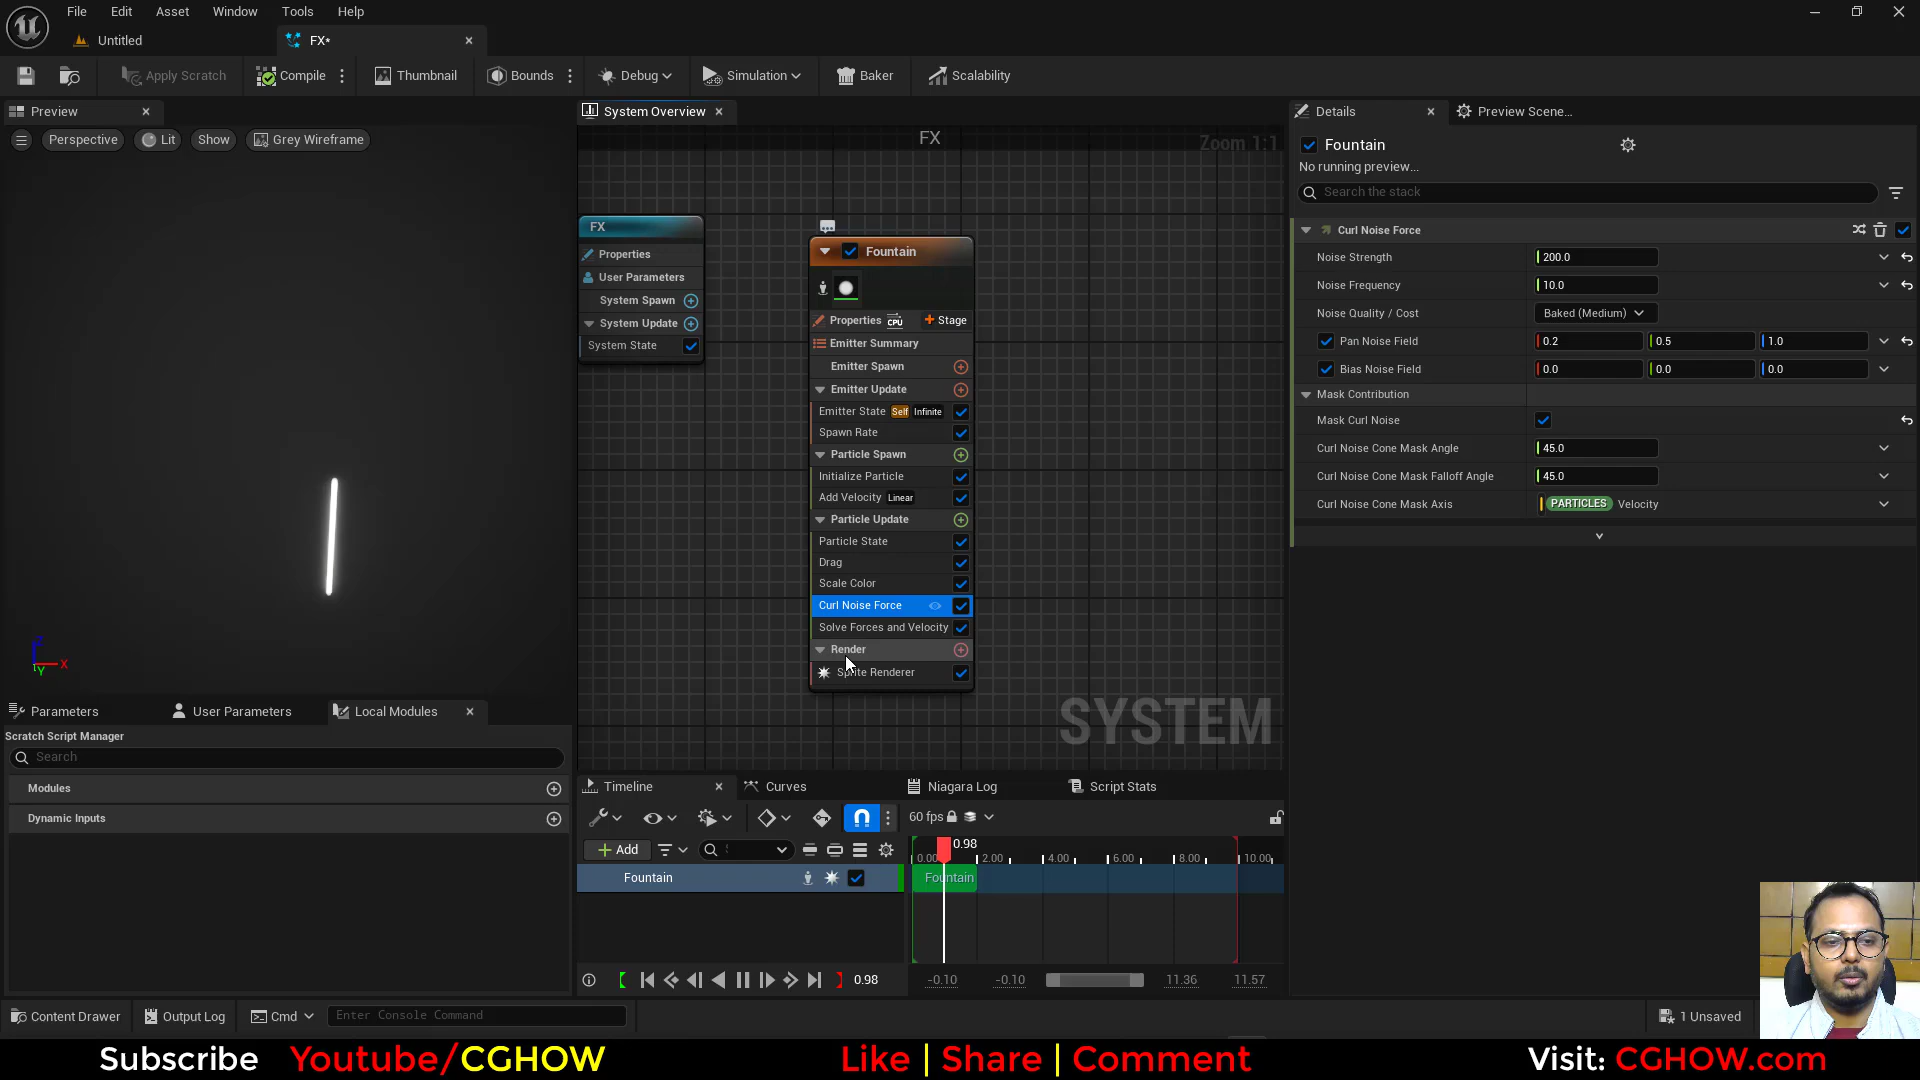 File Edit Asset Window Tools Help
Untitled FX*
Apply Scratch Compile Thumbnail Bounds Debug Simulation Baker Scalability
Preview System Overview Details Preview Scene...
Perspective Lit Show Grey Wireframe
FX
Zoom 1:1
Fountain
No running preview...
Search the stack
FX
Properties
User Parameters
System Spawn
System Update
System State
Fountain
Properties CPU Stage
Emitter Summary
Emitter Spawn
Emitter Update
Emitter State Self Infinite
Spawn Rate
Particle Spawn
Initialize Particle
Add Velocity Linear
Particle Update
Particle State
Drag
Scale Color
Curl Noise Force
Solve Forces and Velocity
Render
Sprite Renderer
SYSTEM
Curl Noise Force
Noise Strength 200.0
Noise Frequency 10.0
Noise Quality / Cost Baked (Medium)
Pan Noise Field 0.2 0.5 1.0
Bias Noise Field 0.0 0.0 0.0
Mask Contribution
Mask Curl Noise
Curl Noise Cone Mask Angle 45.0
Curl Noise Cone Mask Falloff Angle 45.0
Curl Noise Cone Mask Axis PARTICLES Velocity
Z X Y
Parameters User Parameters Local Modules
Scratch Script Manager
Search
Modules
Dynamic Inputs
Timeline Curves Niagara Log Script Stats
60 fps
Add
0.98
0.00 2.00 4.00 6.00 8.00 10.00
Fountain Fountain
0.98 -0.10 -0.10 11.36 11.57
Content Drawer Output Log Cmd Enter Console Command 1 Unsaved
Subscribe Youtube/CGHOW Like | Share | Comment Visit: CGHOW.com